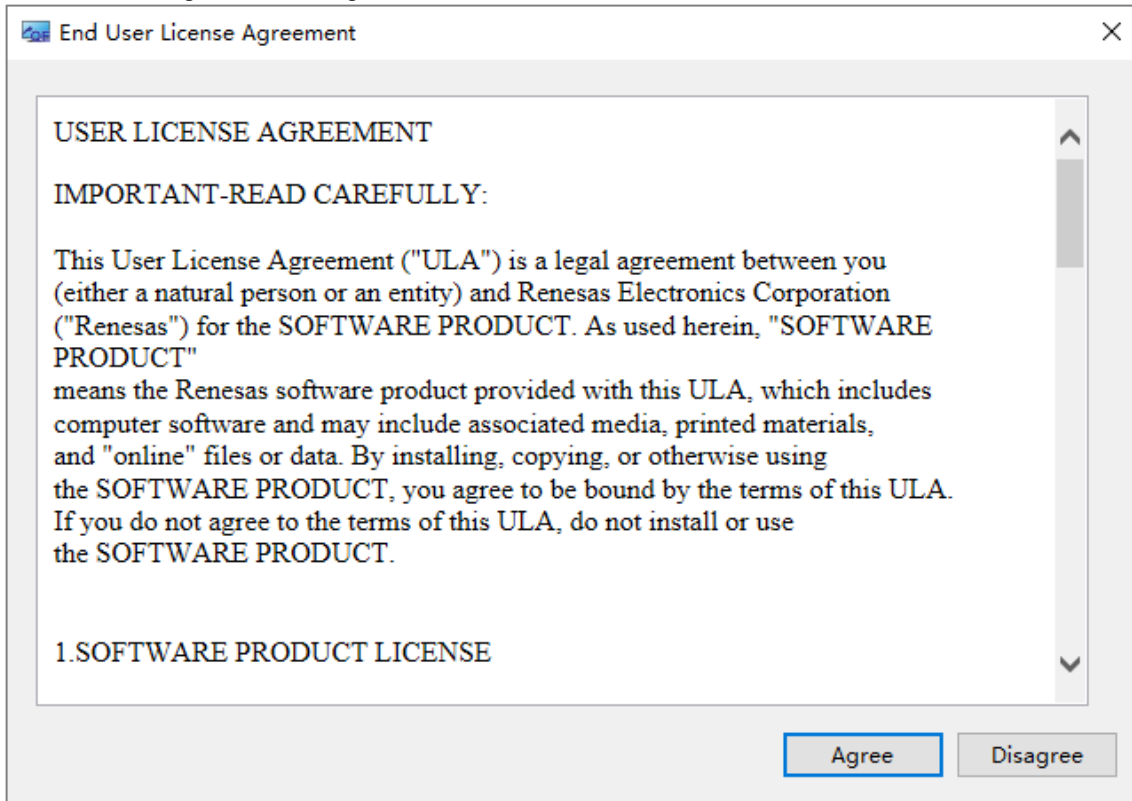 End User License Agreement
USER LICENSE AGREEMENT
IMPORTANT-READ CAREFULLY:
This User License Agreement ("ULA") is a legal agreement between you
(either a natural person or an entity) and Renesas Electronics Corporation
("Renesas") for the SOFTWARE PRODUCT. As used herein, "SOFTWARE
PRODUCT"
means the Renesas software product provided with this ULA, which includes
computer software and may include associated media, printed materials,
and "online" files or data. By installing, copying, or otherwise using
the SOFTWARE PRODUCT, you agree to be bound by the terms of this ULA.
If you do not agree to the terms of this ULA, do not install or use
the SOFTWARE PRODUCT.
1.SOFTWARE PRODUCT LICENSE
Agree Disagree